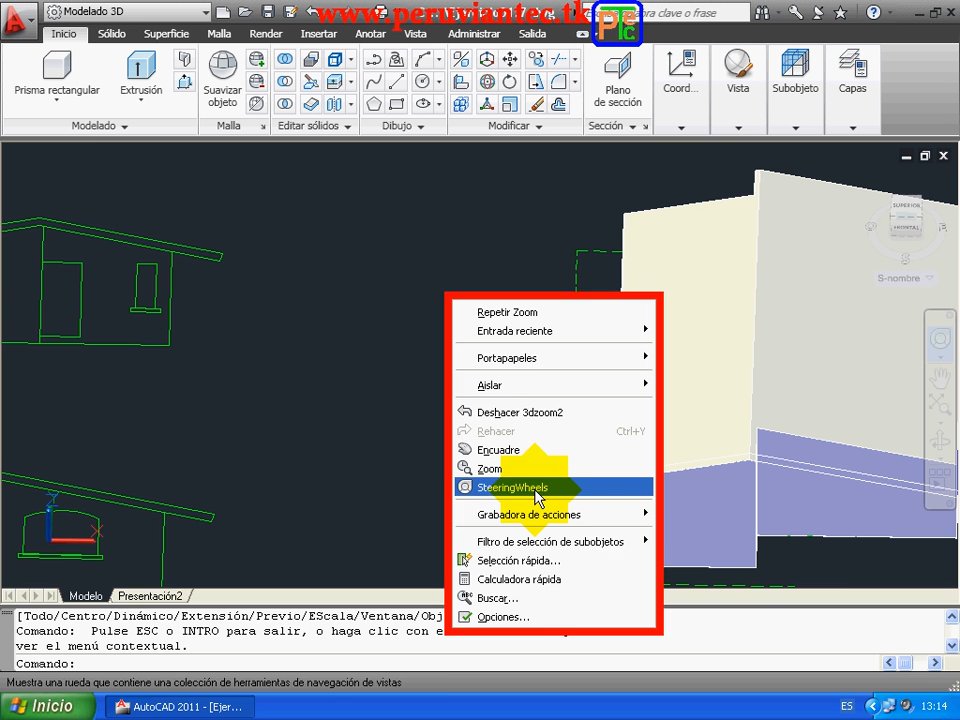 Modelado 3D
www.peruviantec.tk
clave o frase
Inicio
Sólido
Superficie
Malla
Render
Insertar
Anotar
Vista
Administrar
Salida
Prisma rectangular
Extrusión
Suavizar
objeto
Plano
de sección
Coord...
Vista
Subobjeto
Capas
Modelado
Malla
Editar sólidos
Dibujo
Modificar
Sección
SUPERIOR
FRONTAL
S-nombre
Repetir Zoom
Entrada reciente
Portapapeles
Aislar
Deshacer 3dzoom2
Rehacer Ctrl+Y
Encuadre
Zoom
SteeringWheels
Grabadora de acciones
Filtro de selección de subobjetos
Selección rápida...
Calculadora rápida
Buscar...
Opciones...
Modelo
Presentación2
[Todo/Centro/Dinámico/Extensión/Previo/EScala/Ventana/Obj
Comando: Pulse ESC o INTRO para salir, o haga clic con e
ver el menú contextual.
Comando:
Muestra una rueda que contiene una colección de herramientas de navegación de vistas
Inicio
AutoCAD 2011 - [Ejer...
ES
13:14